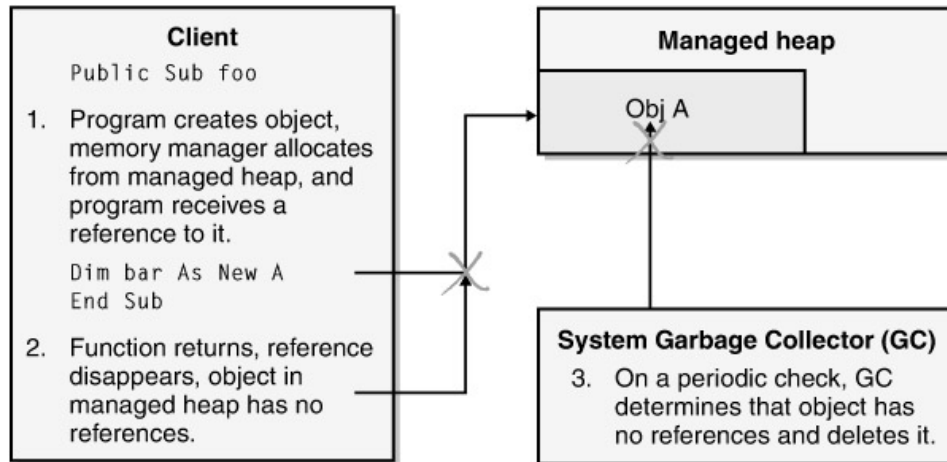 Client
Public Sub foo
1. Program creates object,
memory manager allocates
from managed heap, and
program receives a
reference to it.
Dim bar As New A
End Sub
2. Function returns, reference
disappears, object in
managed heap has no
references.
Managed heap
Obj A
System Garbage Collector (GC)
3. On a periodic check, GC
determines that object has
no references and deletes it.